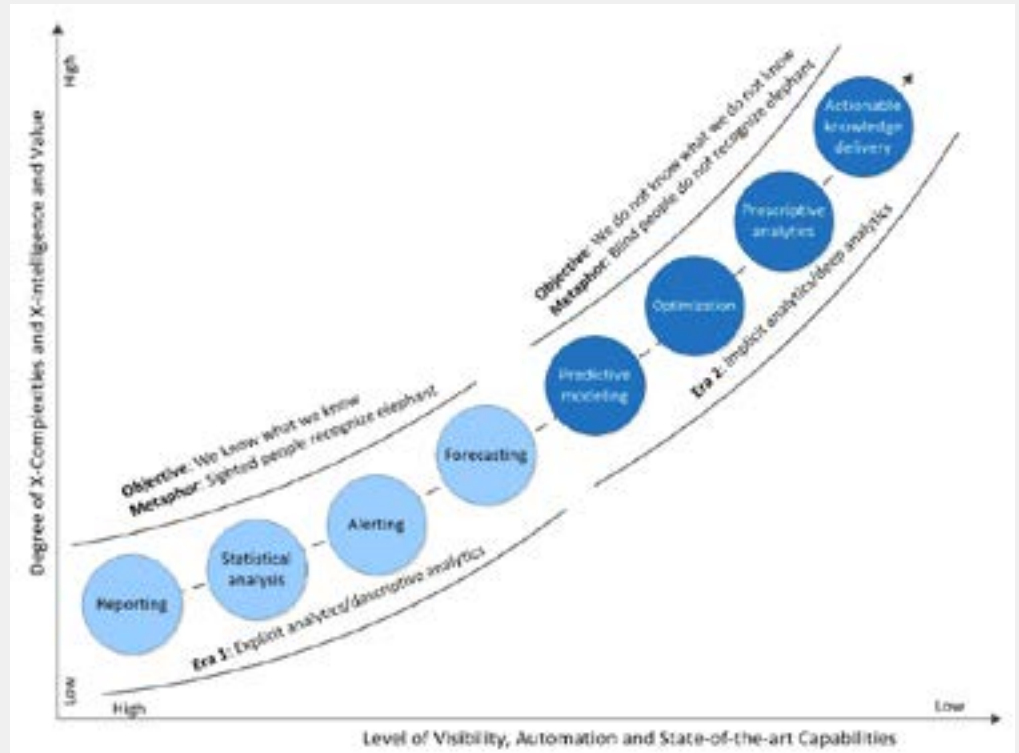 High
Degree of X-Complexities and X-intelligence and Value
Low
Objective: We do not know what we do not know
Metaphor: Blind people do not recognize elephant
Actionable
knowledge
delivery
Prescriptive
analytics
Optimization
Predictive
modeling
Era 2: Implicit analytics/deep analytics
Objective: We know what we know
Metaphor: Sighted people recognize elephant
Forecasting
Alerting
Statistical
analysis
Reporting
Era 1: Explicit analytics/descriptive analytics
High
Low
Level of Visibility, Automation and State-of-the-art Capabilities